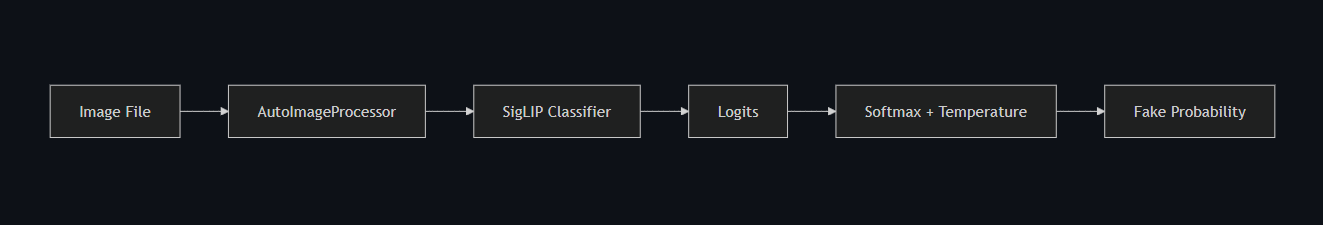 Image File
AutoImageProcessor
SigLIP Classifier
Logits
Softmax + Temperature
Fake Probability